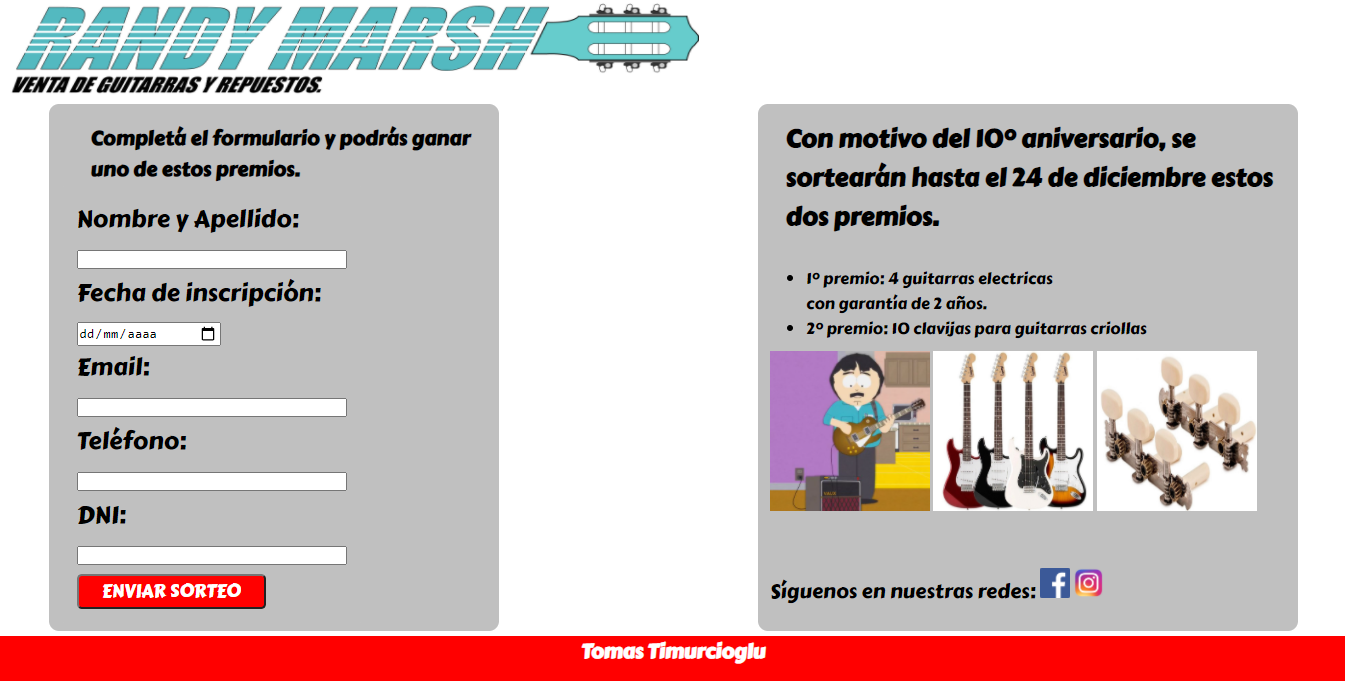 RANDY MARSH
VENTA DE GUITARRAS Y REPUESTOS.
Completá el formulario y podrás ganar
uno de estos premios.
Nombre y Apellido:
Fecha de inscripción:
dd/mm/aaaa
Email:
Teléfono:
DNI:
ENVIAR SORTEO
Con motivo del 10º aniversario, se
sortearán hasta el 24 de diciembre estos
dos premios.
1º premio: 4 guitarras electricas
con garantía de 2 años.
2º premio: 10 clavijas para guitarras criollas
Síguenos en nuestras redes:
Tomas Timurcioglu